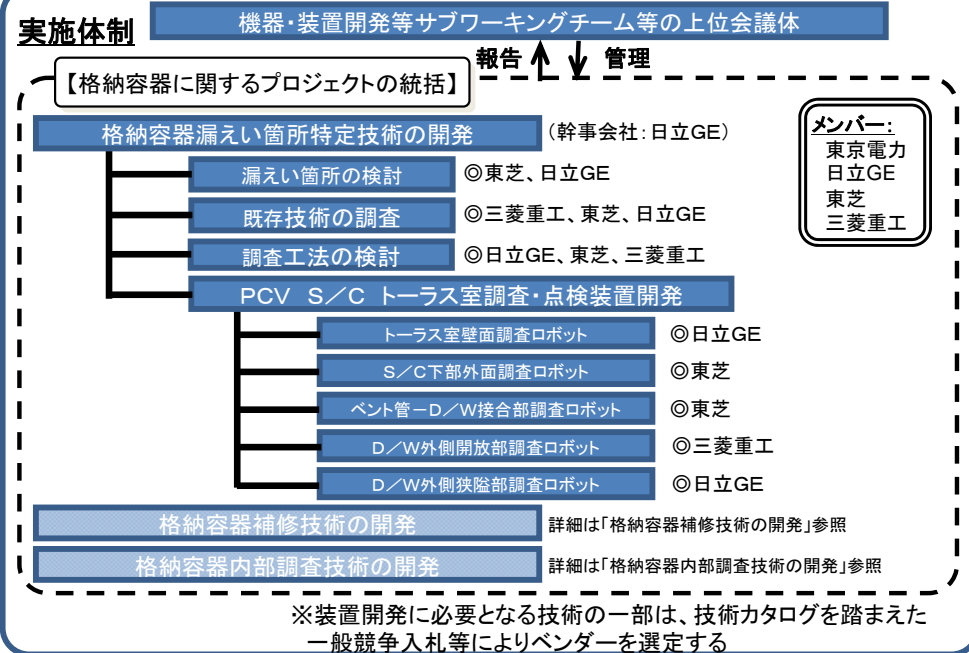 実施体制
機器・装置開発等サブワーキングチーム等の上位会議体
報告 管理
【格納容器に関するプロジェクトの統括】
格納容器漏えい箇所特定技術の開発 (幹事会社:日立GE)
漏えい箇所の検討 ◎東芝、日立GE
既存技術の調査 ◎三菱重工、東芝、日立GE
調査工法の検討 ◎日立GE、東芝、三菱重工
PCV S/C トーラス室調査・点検装置開発
トーラス室壁面調査ロボット ◎日立GE
S/C下部外面調査ロボット ◎東芝
ベント管-D/W接合部調査ロボット ◎東芝
D/W外側開放部調査ロボット ◎三菱重工
D/W外側狭隘部調査ロボット ◎日立GE
メンバー:
東京電力
日立GE
東芝
三菱重工
格納容器補修技術の開発 詳細は「格納容器補修技術の開発」参照
格納容器内部調査技術の開発 詳細は「格納容器内部調査技術の開発」参照
※装置開発に必要となる技術の一部は、技術カタログを踏まえた
一般競争入札等によりベンダーを選定する